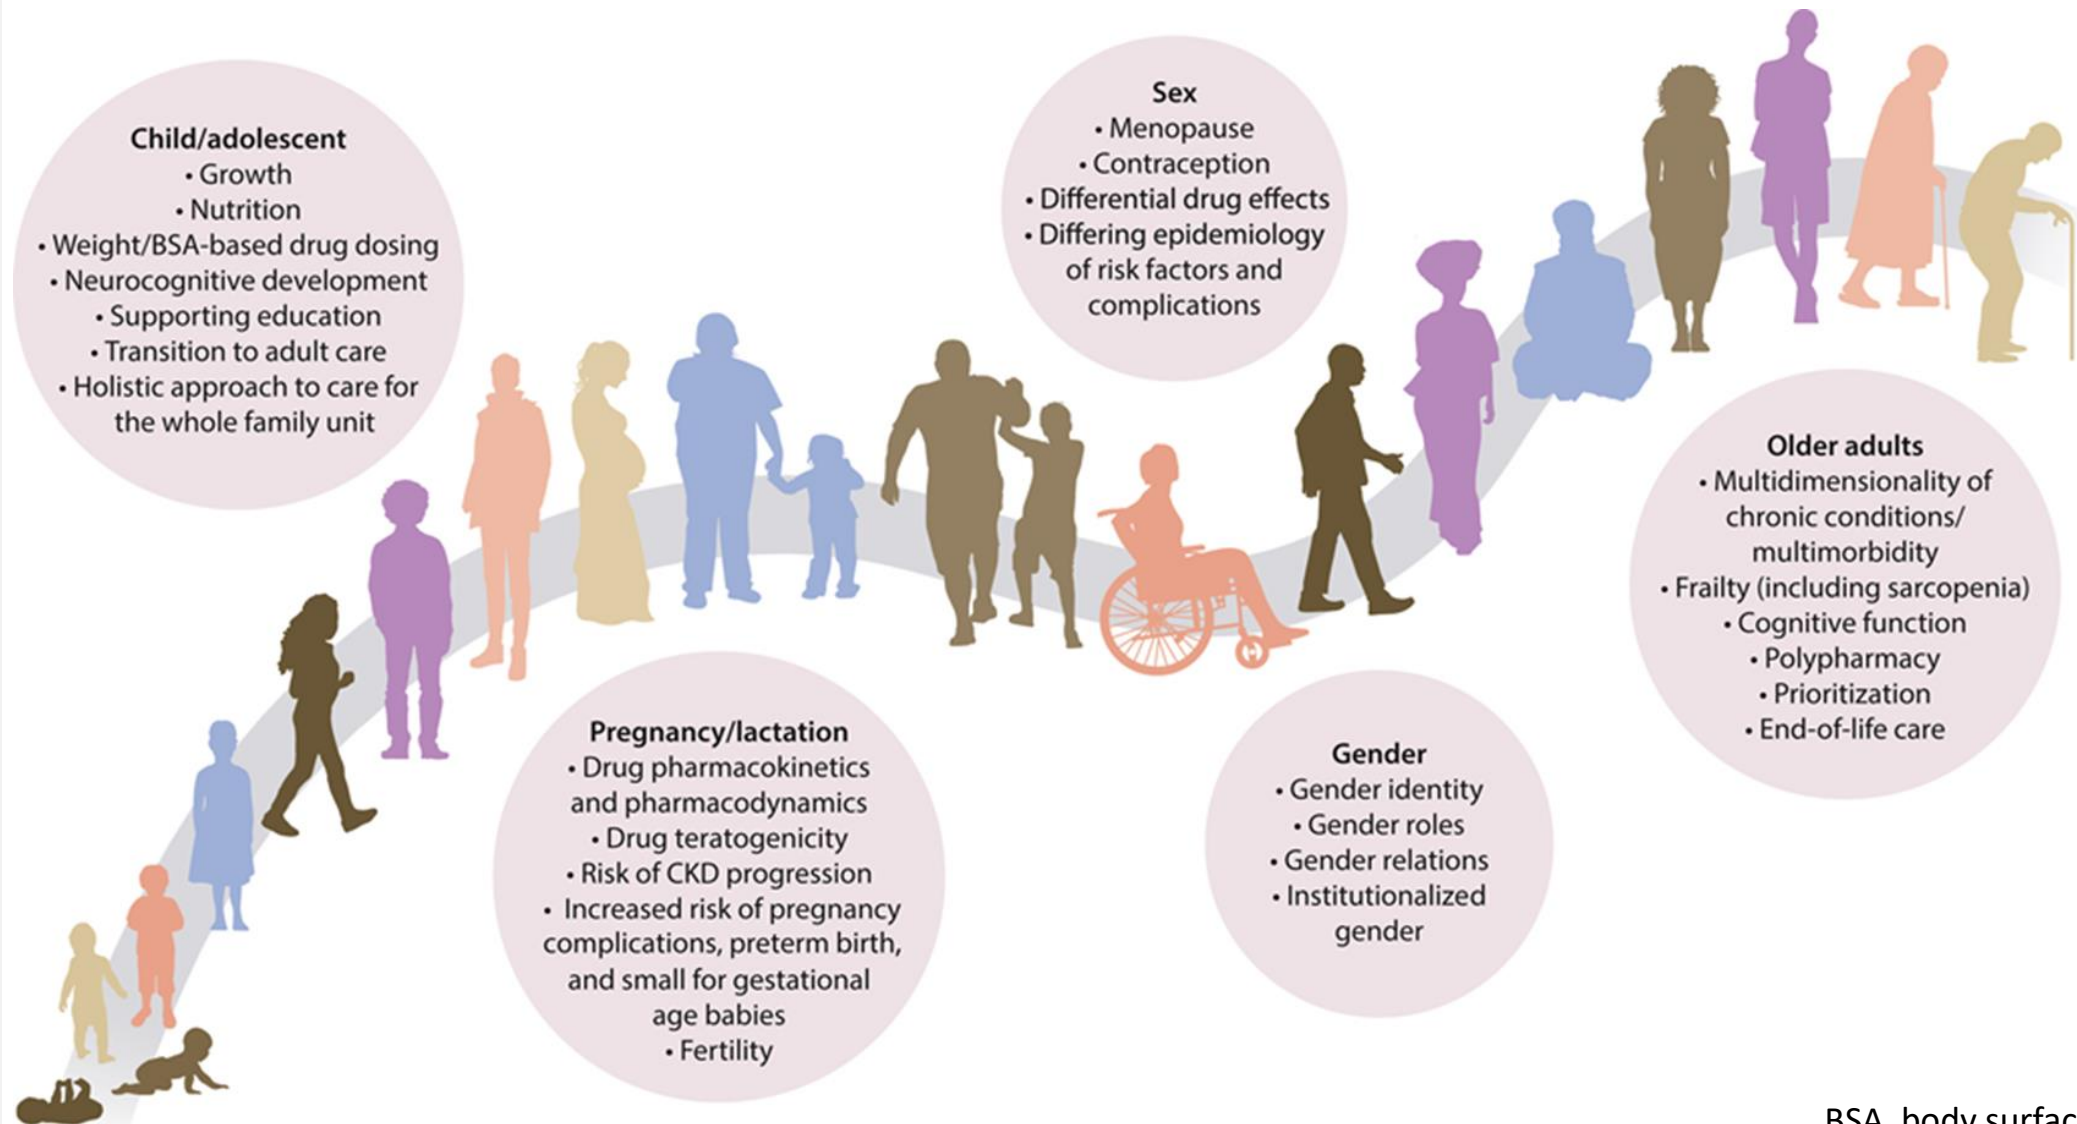 Child/adolescent
• Growth
• Nutrition
• Weight/BSA-based drug dosing
• Neurocognitive development
• Supporting education
• Transition to adult care
• Holistic approach to care for
the whole family unit
Sex
• Menopause
• Contraception
• Differential drug effects
• Differing epidemiology
of risk factors and
complications
Pregnancy/lactation
• Drug pharmacokinetics
and pharmacodynamics
• Drug teratogenicity
• Risk of CKD progression
• Increased risk of pregnancy
complications, preterm birth,
and small for gestational
age babies
• Fertility
Gender
• Gender identity
• Gender roles
• Gender relations
• Institutionalized
gender
Older adults
• Multidimensionality of
chronic conditions/
multimorbidity
• Frailty (including sarcopenia)
• Cognitive function
• Polypharmacy
• Prioritization
• End-of-life care
BSA, body